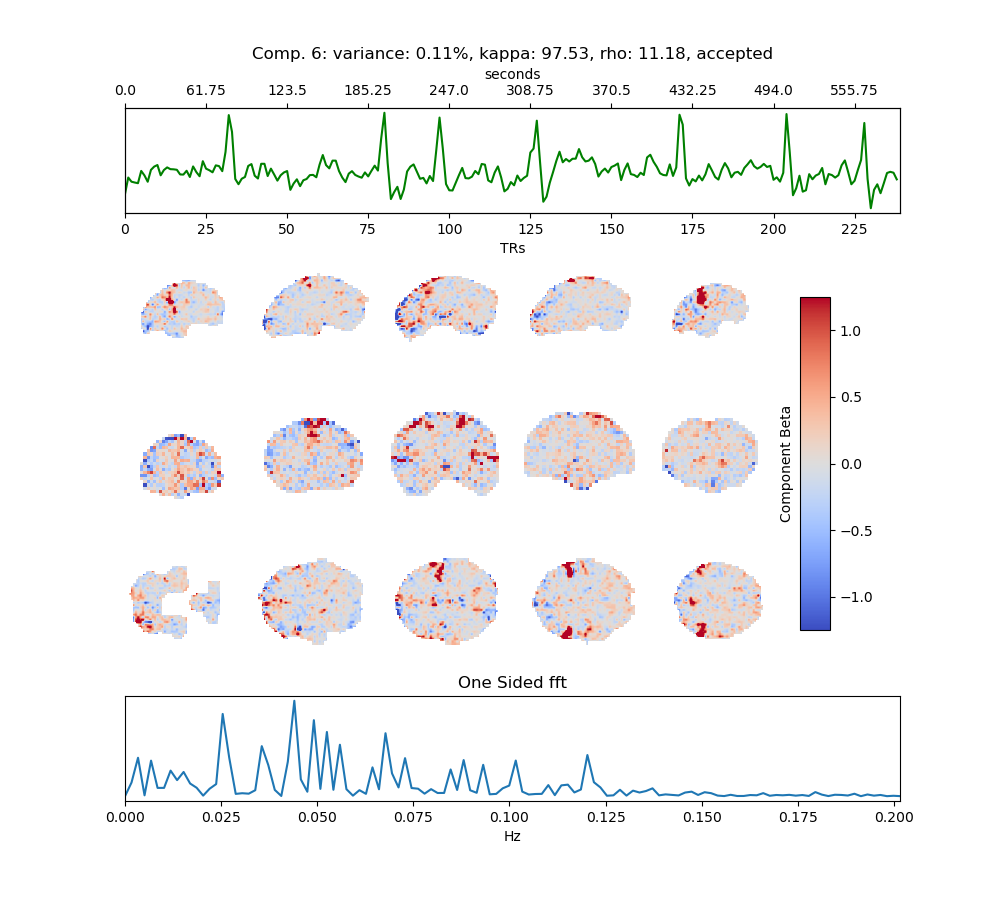 Comp. 6: variance: 0.11%, kappa: 97.53, rho: 11.18, accepted
seconds
0.0 61.75 123.5 185.25 247.0 308.75 370.5 432.25 494.0 555.75
0 25 50 75 100 125 150 175 200 225
TRs
1.0
0.5
0.0
−0.5
−1.0
Component Beta
One Sided fft
0.000 0.025 0.050 0.075 0.100 0.125 0.150 0.175 0.200
Hz